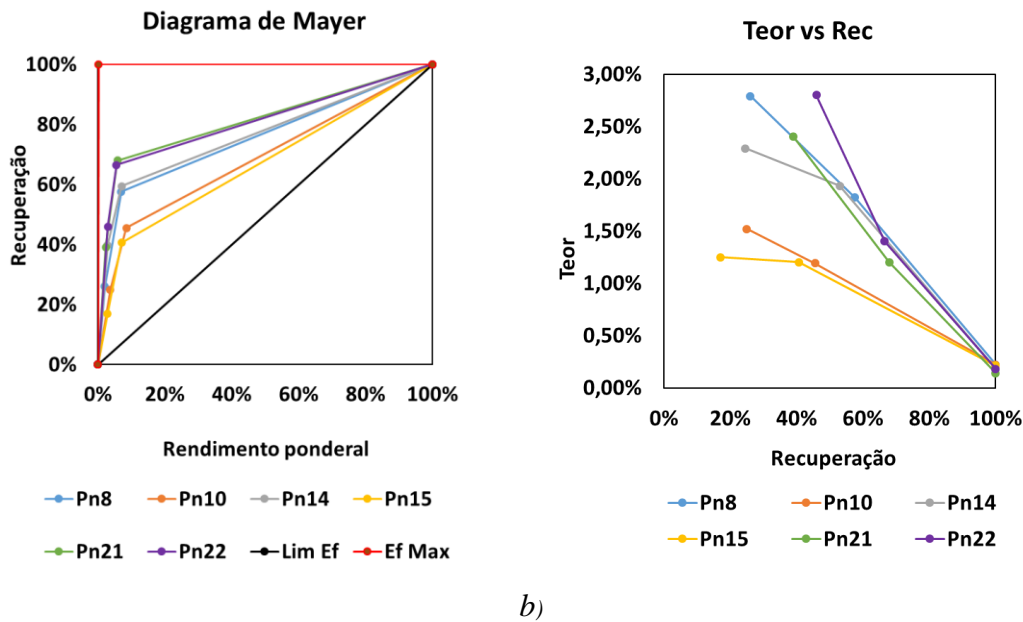 Diagrama de Mayer
Recuperação
100%
80%
60%
40%
20%
0%
0% 20% 40% 60% 80% 100%
Rendimento ponderal
Pn8 Pn10 Pn14 Pn15
Pn21 Pn22 Lim Ef Ef Max
Teor vs Rec
Teor
3,00%
2,50%
2,00%
1,50%
1,00%
0,50%
0,00%
0% 20% 40% 60% 80% 100%
Recuperação
Pn8 Pn10 Pn14
Pn15 Pn21 Pn22
b)